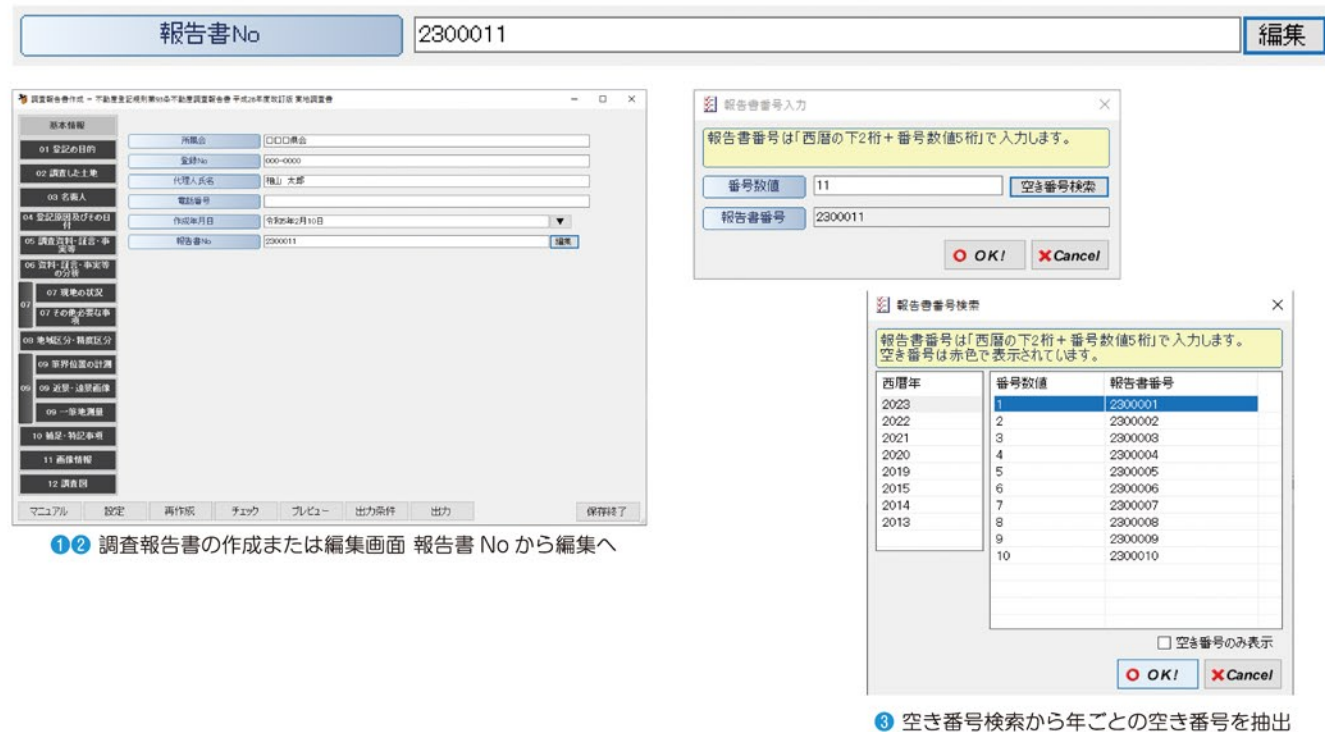 報告書No 2300011 編集
調査報告書作成 - 不動産登記規則第93条不動産調査報告書 平成28年度改訂版 実地調査書
基本情報
01 登記の目的
02 調査した土地
03 名義人
04 登記原因及びその日付
05 調査資料・証言・事実等
06 資料・証言・事実等の分析
07
07 現地の状況
07 その他必要な事項
08 地域区分・精度区分
09
09 筆界位置の計測
09 近景・遠景画像
09 一筆地測量
10 補足・特記事項
11 画像情報
12 調査図
所属会 □□□県会
登録No 000-0000
代理人氏名 太郎
電話番号
作成年月日 令和5年2月10日 ▼
報告書No 2300011 編集
マニュアル 設定 再作成 チェック プレビュー 出力条件 出力 保存終了
❶❷ 調査報告書の作成または編集画面 報告書 No から編集へ
報告書番号入力
報告書番号は「西暦の下2桁+番号数値5桁」で入力します。
番号数値 11 空き番号検索
報告書番号 2300011
OK! Cancel
報告書番号検索
報告書番号は「西暦の下2桁+番号数値5桁」で入力します。
空き番号は赤色で表示されています。
西暦年 番号数値 報告書番号
2023 1 2300001
2022 2 2300002
2021 3 2300003
2020 4 2300004
2019 5 2300005
2015 6 2300006
2014 7 2300007
2013 8 2300008
9 2300009
10 2300010
空き番号のみ表示
OK! Cancel
❸ 空き番号検索から年ごとの空き番号を抽出